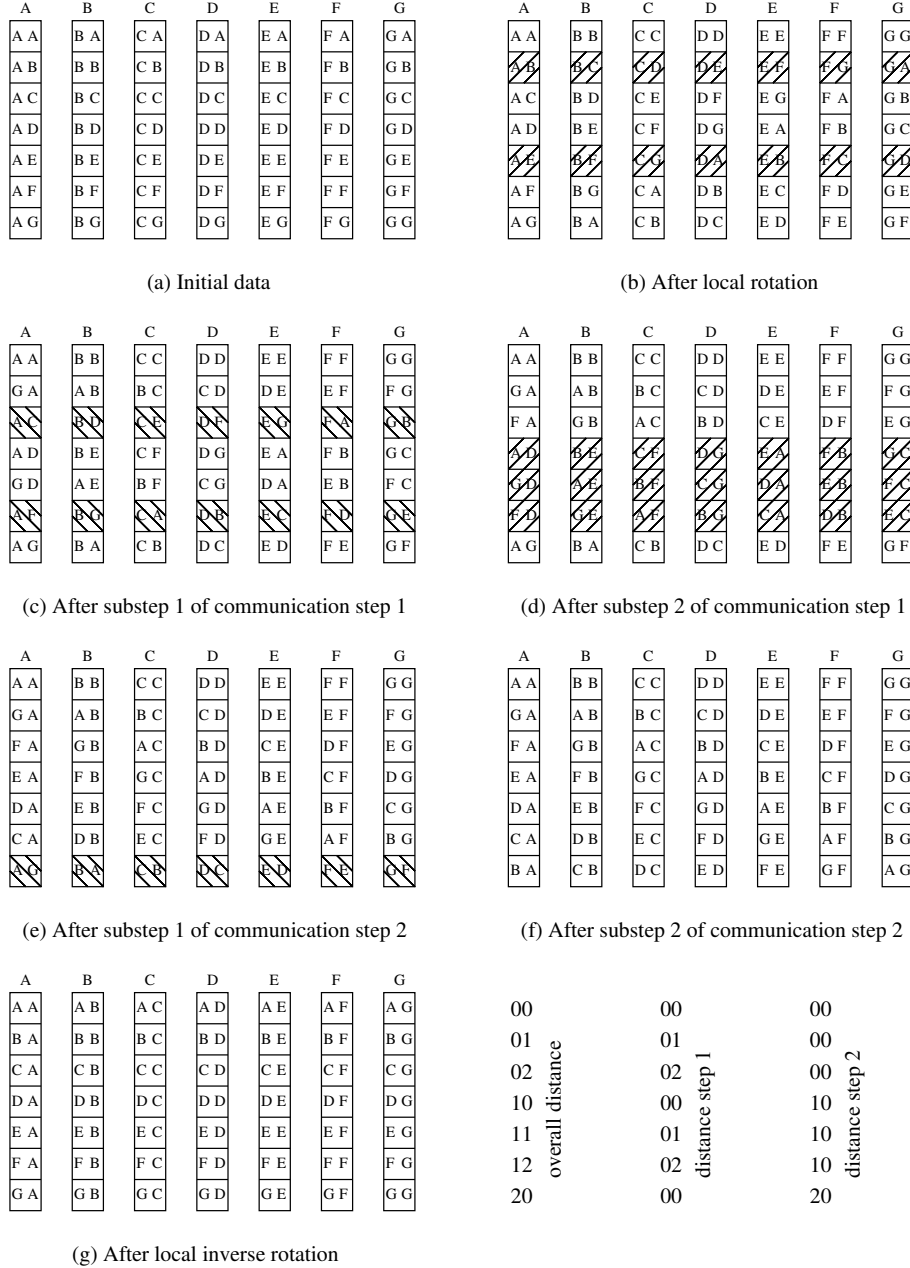 A B C D E F G
A A B A C A D A E A F A G A
A B B B C B D B E B F B G B
A C B C C C D C E C F C G C
A D B D C D D D E D F D G D
A E B E C E D E E E F E G E
A F B F C F D F E F F F G F
A G B G C G D G E G F G G G
(a) Initial data
A B C D E F G
A A B B C C D D E E F F G G
A B B C C D D E E F F G G A
A C B D C E D F E G F A G B
A D B E C F D G E A F B G C
A E B F C G D A E B F C G D
A F B G C A D B E C F D G E
A G B A C B D C E D F E G F
(b) After local rotation
A B C D E F G
A A B B C C D D E E F F G G
G A A B B C C D D E E F F G
A C B D C E D F E G F A G B
A D B E C F D G E A F B G C
G D A E B F C G D A E B F C
A F B G C A D B E C F D G E
A G B A C B D C E D F E G F
(c) After substep 1 of communication step 1
A B C D E F G
A A B B C C D D E E F F G G
G A A B B C C D D E E F F G
F A G B A C B D C E D F E G
A D B E C F D G E A F B G C
G D A E B F C G D A E B F C
F D G E A F B G C A D B E C
A G B A C B D C E D F E G F
(d) After substep 2 of communication step 1
A B C D E F G
A A B B C C D D E E F F G G
G A A B B C C D D E E F F G
F A G B A C B D C E D F E G
E A F B G C A D B E C F D G
D A E B F C G D A E B F C G
C A D B E C F D G E A F B G
A G B A C B D C E D F E G F
(e) After substep 1 of communication step 2
A B C D E F G
A A B B C C D D E E F F G G
G A A B B C C D D E E F F G
F A G B A C B D C E D F E G
E A F B G C A D B E C F D G
D A E B F C G D A E B F C G
C A D B E C F D G E A F B G
B A C B D C E D F E G F A G
(f) After substep 2 of communication step 2
A B C D E F G
A A A B A C A D A E A F A G
B A B B B C B D B E B F B G
C A C B C C C D C E C F C G
D A D B D C D D D E D F D G
E A E B E C E D E E E F E G
F A F B F C F D F E F F F G
G A G B G C G D G E G F G G
(g) After local inverse rotation
00 00 00
01 01 00
02 02 00
10 00 10
11 01 10
12 02 10
20 00 20
overall distance
distance step 1
distance step 2